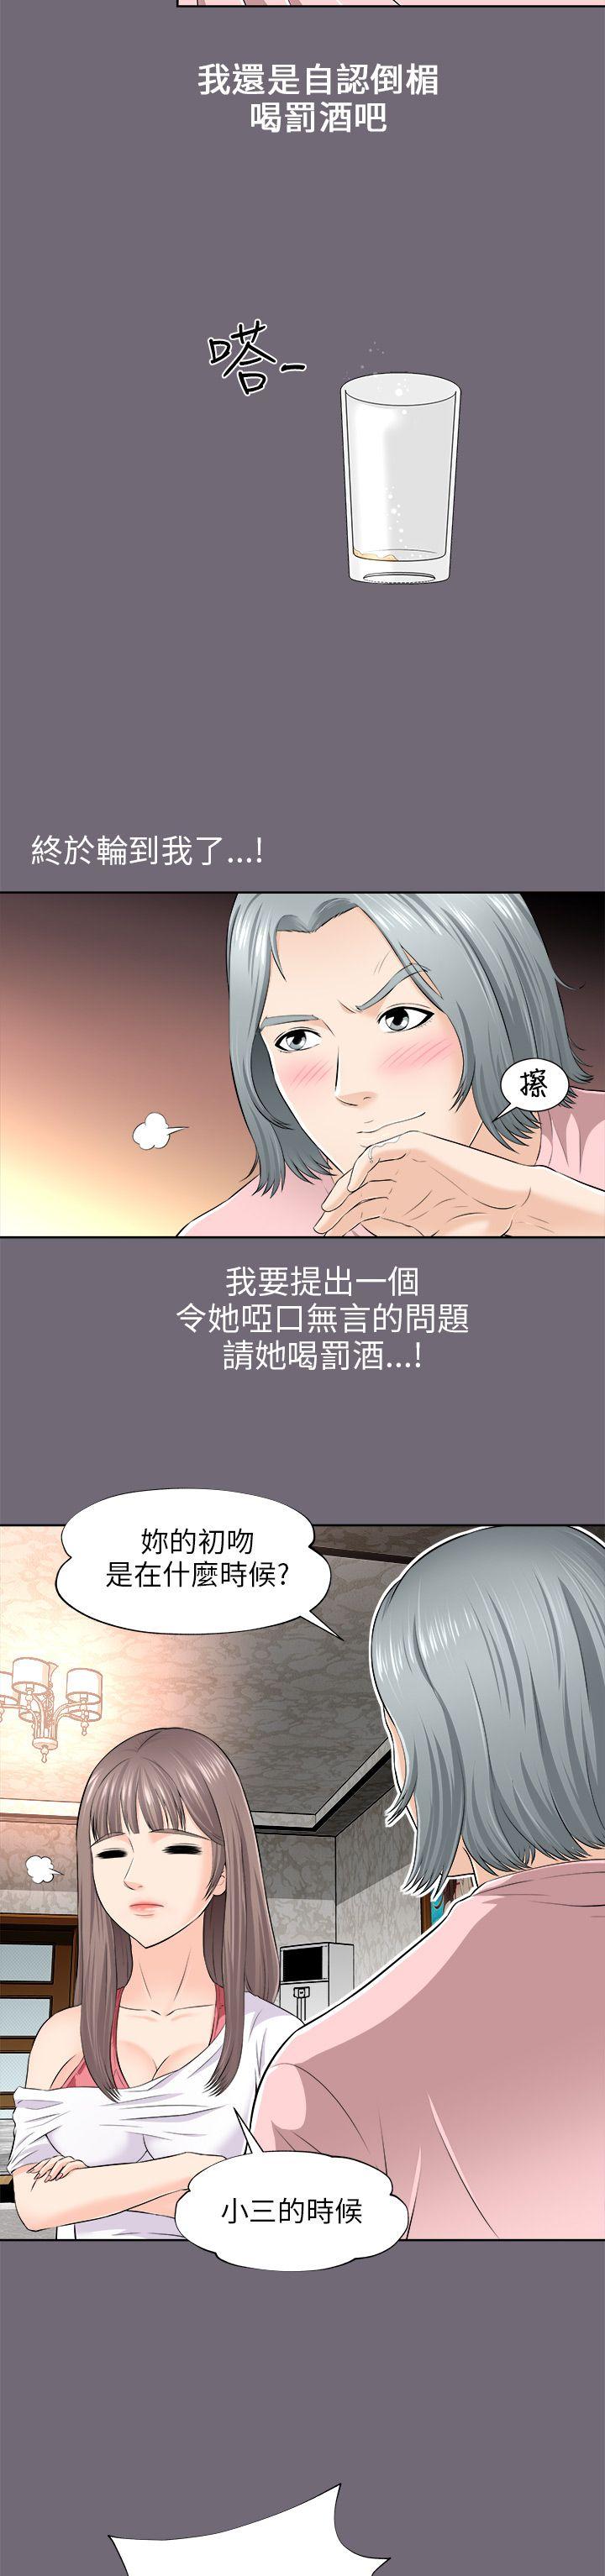 我還是自認倒楣
喝罰酒吧
嗒-
終於輪到我了...!
擦
我要提出一個
令她啞口無言的問題
請她喝罰酒...!
妳的初吻
是在什麼時候?
小三的時候